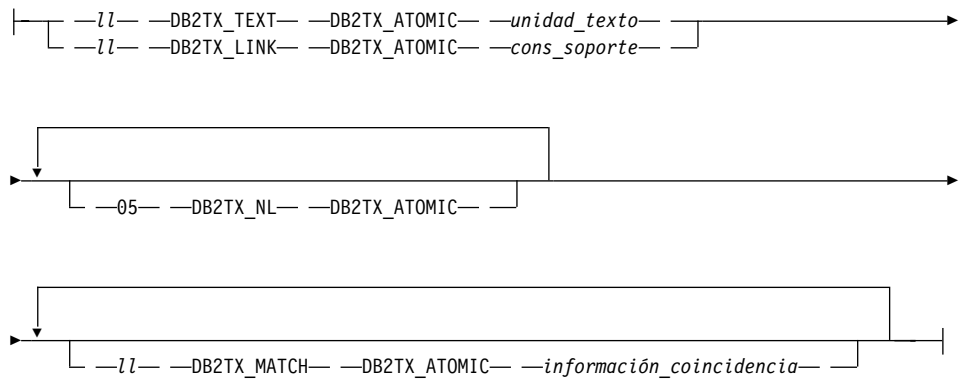 ll DB2TX_TEXT DB2TX_ATOMIC unidad_texto
ll DB2TX_LINK DB2TX_ATOMIC cons_soporte
05 DB2TX_NL DB2TX_ATOMIC
ll DB2TX_MATCH DB2TX_ATOMIC información_coincidencia